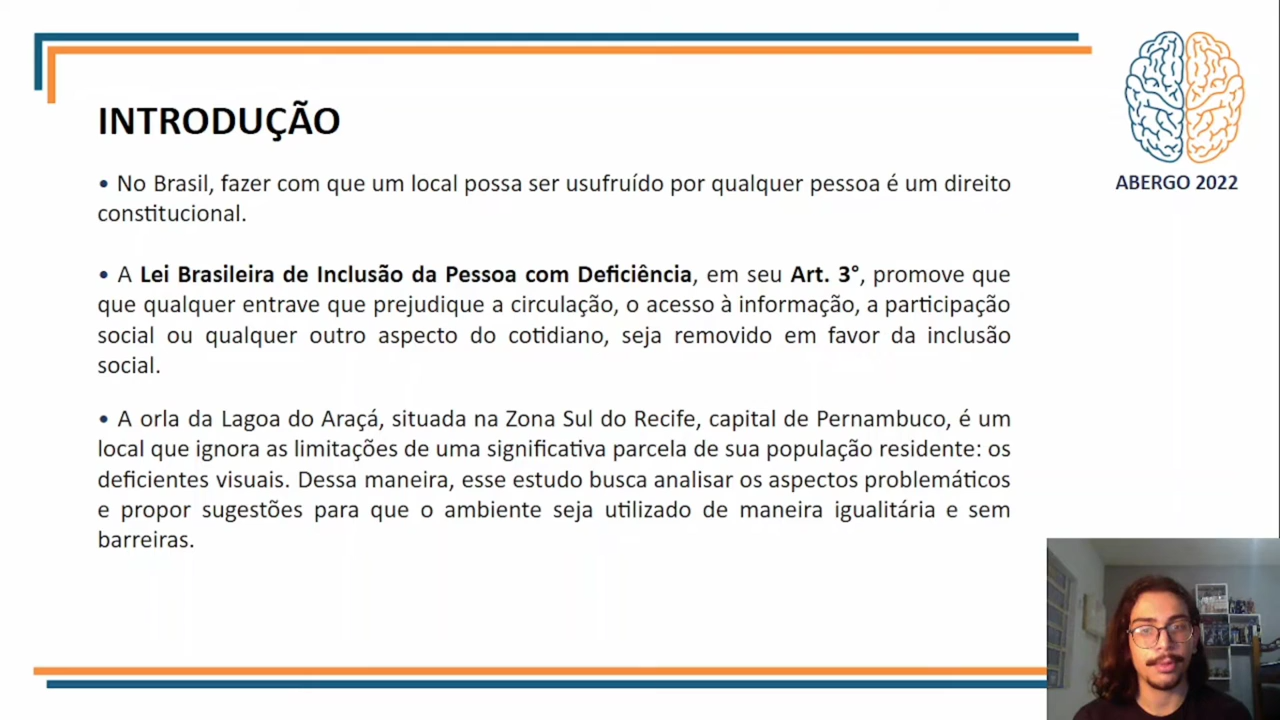 INTRODUÇÃO
ABERGO 2022
• No Brasil, fazer com que um local possa ser usufruído por qualquer pessoa é um direito
constitucional.
• A Lei Brasileira de Inclusão da Pessoa com Deficiência, em seu Art. 3°, promove que
que qualquer entrave que prejudique a circulação, o acesso à informação, a participação
social ou qualquer outro aspecto do cotidiano, seja removido em favor da inclusão
social.
• A orla da Lagoa do Araçá, situada na Zona Sul do Recife, capital de Pernambuco, é um
local que ignora as limitações de uma significativa parcela de sua população residente: os
deficientes visuais. Dessa maneira, esse estudo busca analisar os aspectos problemáticos
e propor sugestões para que o ambiente seja utilizado de maneira igualitária e sem
barreiras.